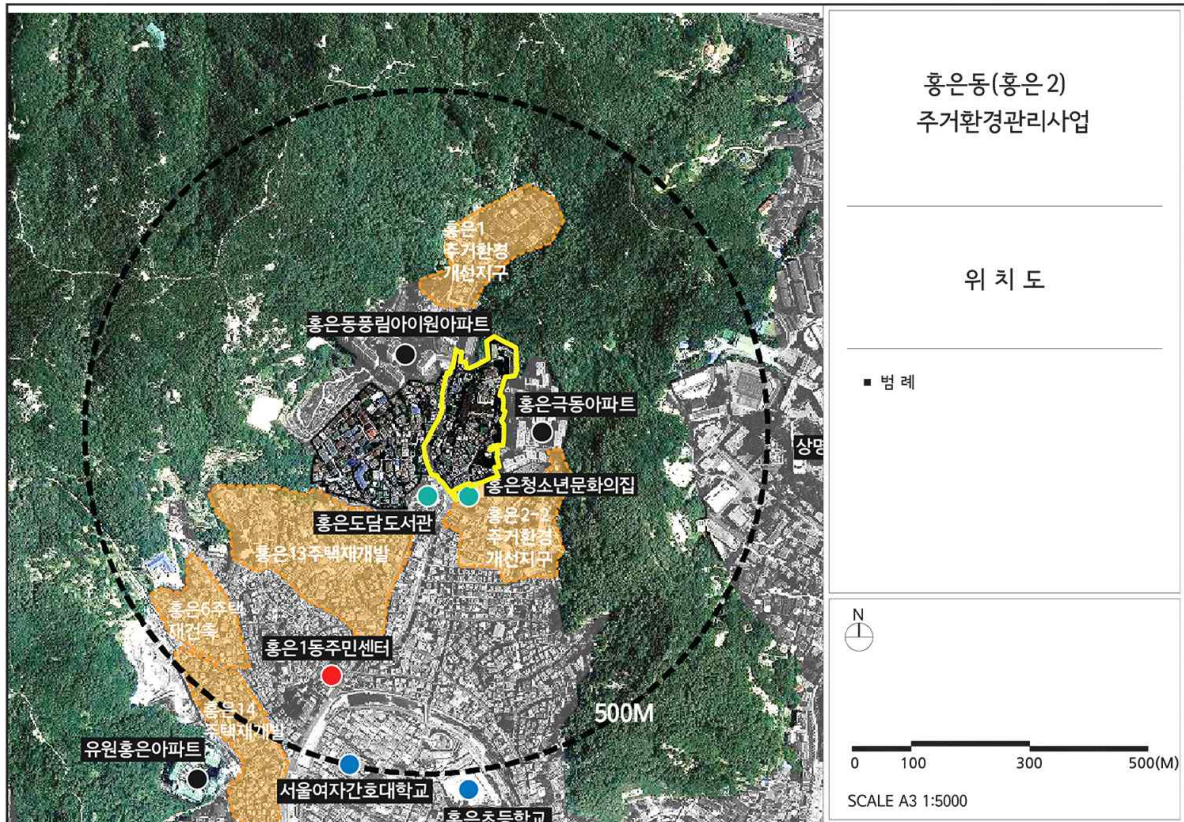 홍은동(홍은 2)
주거환경관리사업
위 치 도
■ 범 례
N
0 100 300 500(M)
SCALE A3 1:5000
홍은1
주거환경
개선지구
홍은동풍림아이원아파트
홍은극동아파트
상명
홍은청소년문화의집
홍은도담도서관
홍은2-2
주거환경
개선지구
홍은13주택재개발
홍은6주택
재건축
홍은1동주민센터
홍은14
주택재개발
500M
유원홍은아파트
서울여자간호대학교
홍은초등학교